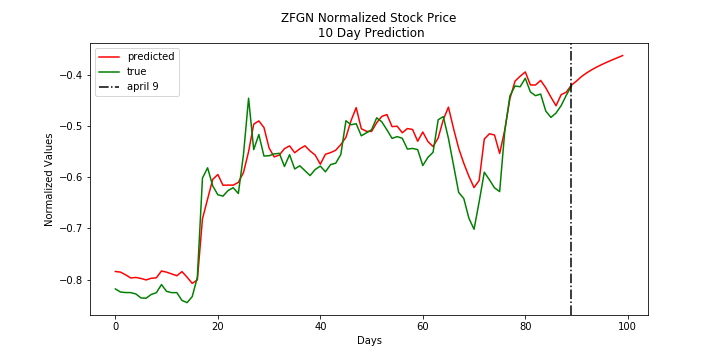 ZFGN Normalized Stock Price
10 Day Prediction
predicted
true
april 9
Normalized Values
−0.4
−0.5
−0.6
−0.7
−0.8
0 20 40 60 80 100
Days